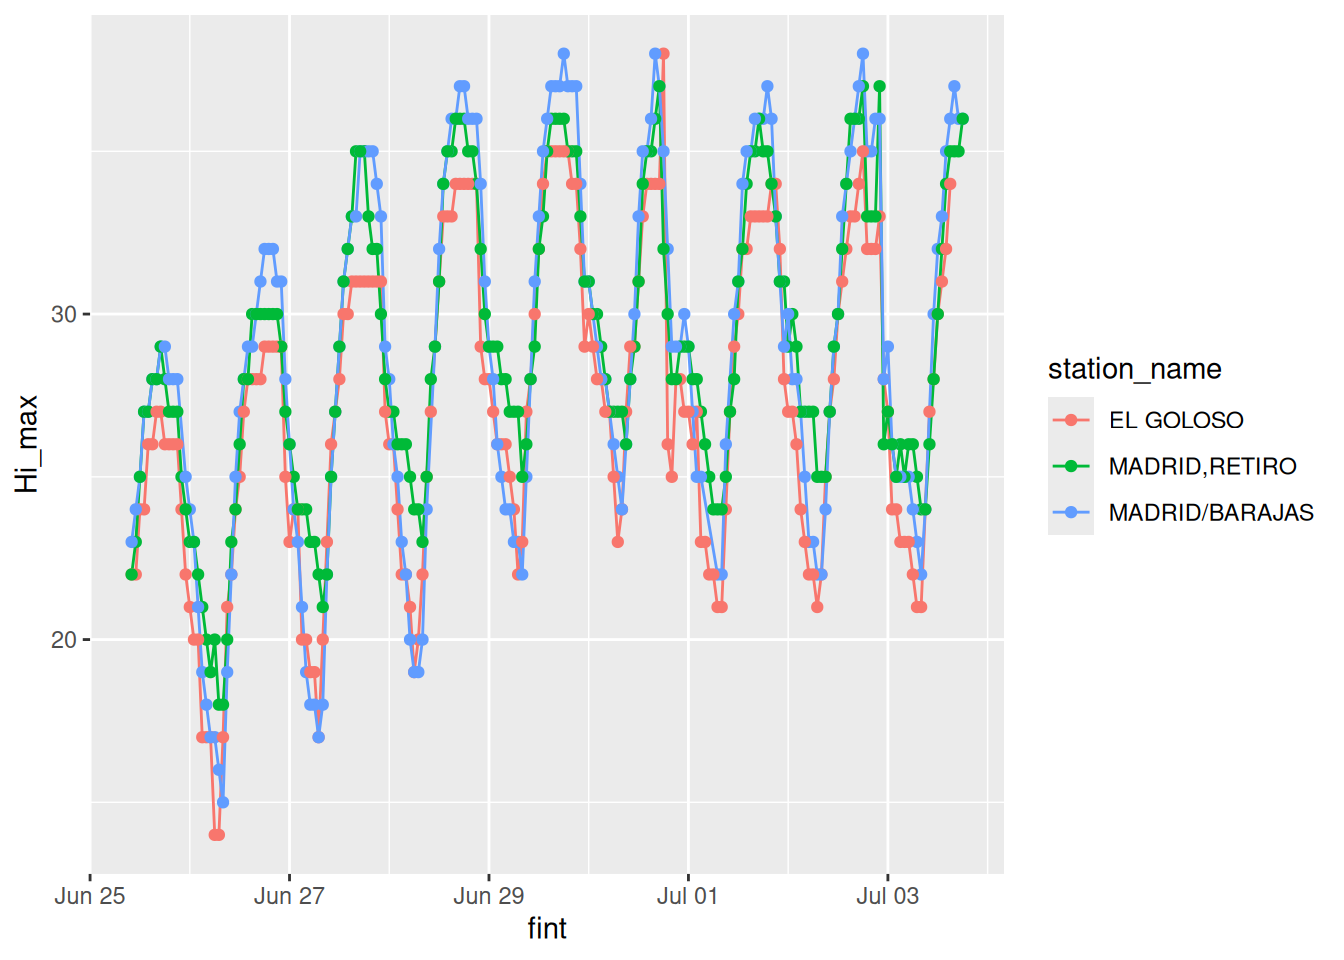 Hi_max
30
20
Jun 25
Jun 27
Jun 29
Jul 01
Jul 03
fint
station_name
EL GOLOSO
MADRID,RETIRO
MADRID/BARAJAS